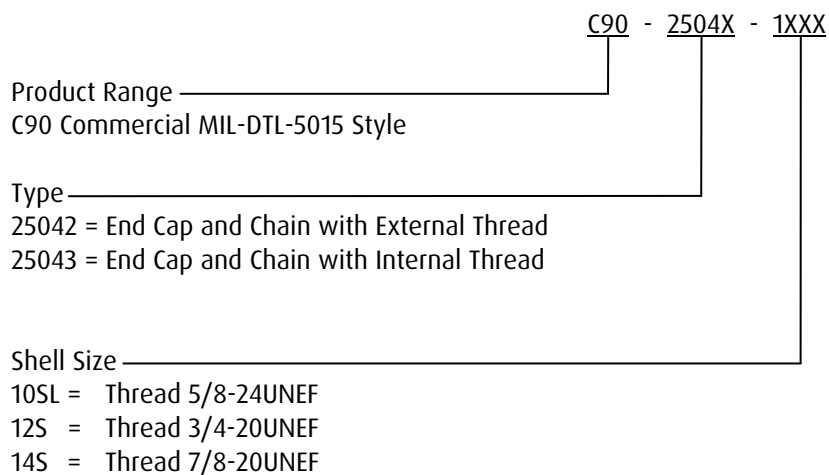 C90 - 2504X - 1XXX
Product Range
C90 Commercial MIL-DTL-5015 Style
Type
25042 = End Cap and Chain with External Thread
25043 = End Cap and Chain with Internal Thread
Shell Size
10SL = Thread 5/8-24UNEF
12S = Thread 3/4-20UNEF
14S = Thread 7/8-20UNEF